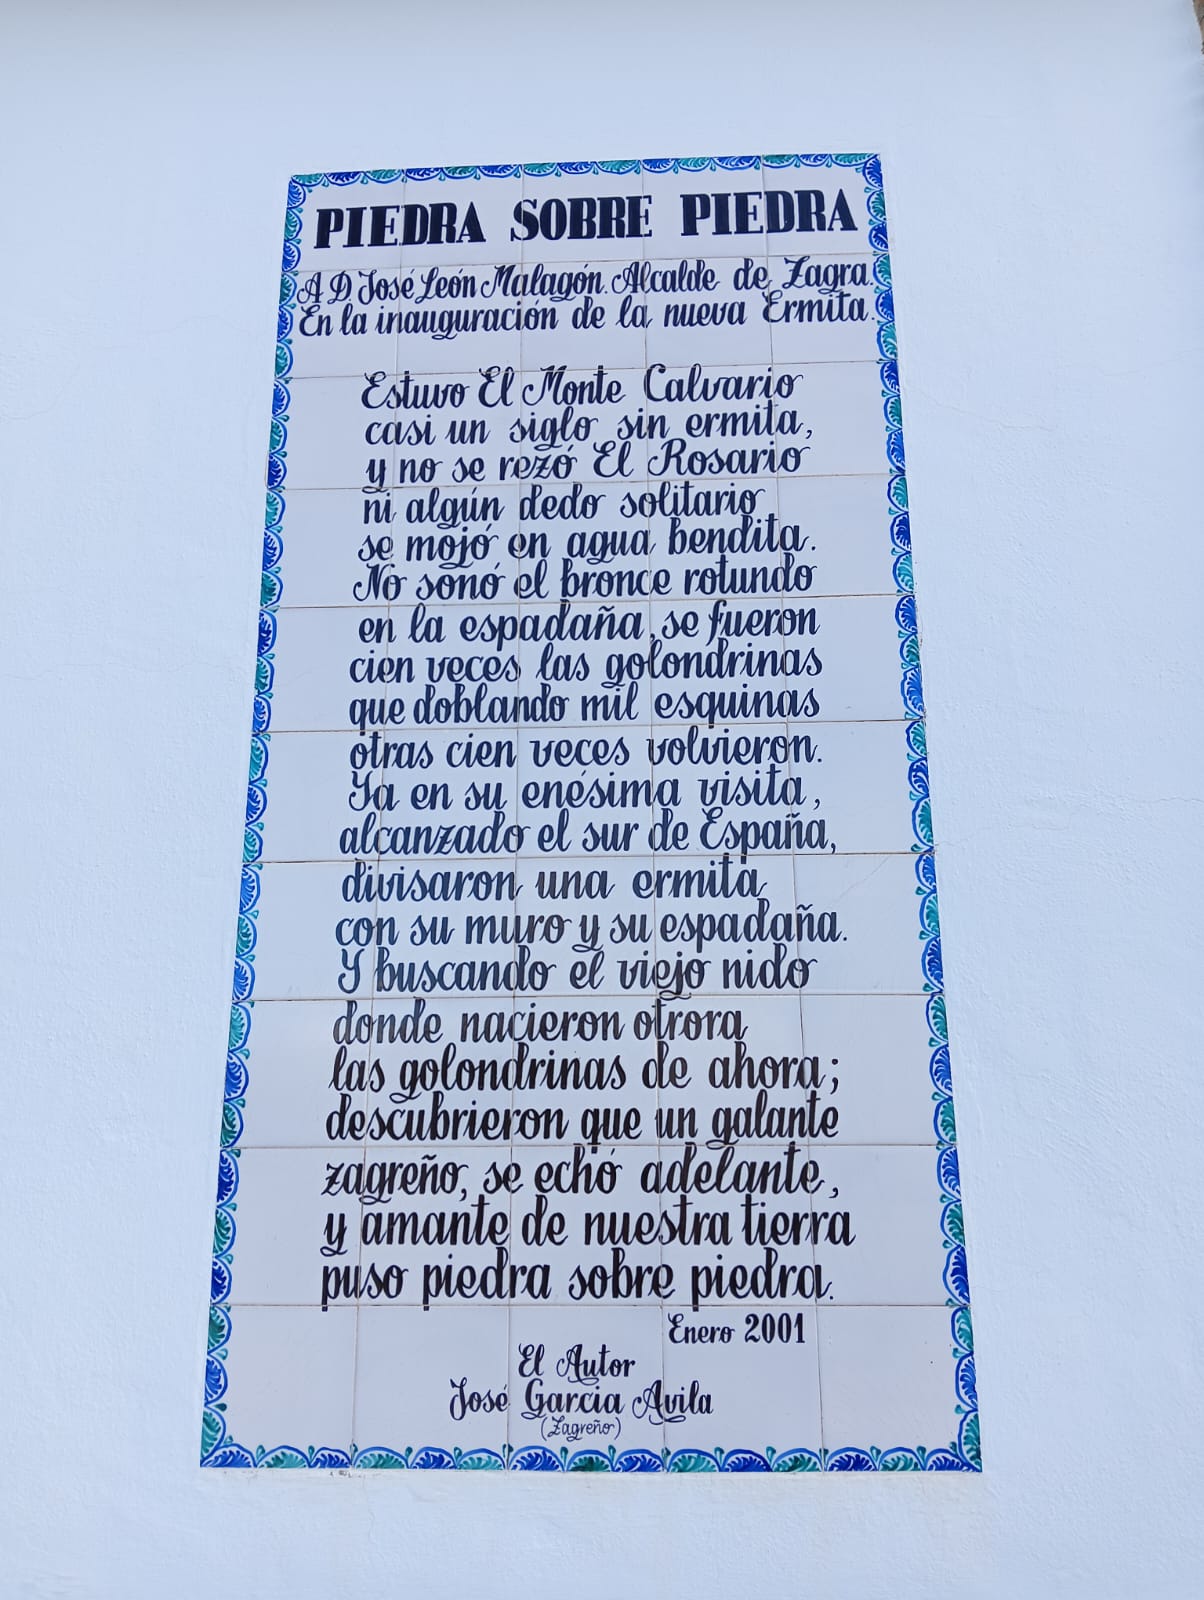 PIEDRA SOBRE PIEDRA
A D. José León Malagón. Alcalde de Zagra.
En la inauguración de la nueva Ermita.
Estuvo El Monte Calvario
casi un siglo sin ermita,
y no se rezó El Rosario
ni algún dedo solitario
se mojó en agua bendita.
No sonó el bronce rotundo
en la espadaña, se fueron
cien veces las golondrinas
que doblando mil esquinas
otras cien veces volvieron.
Ya en su enésima visita,
alcanzado el sur de España,
divisaron una ermita
con su muro y su espadaña.
Y buscando el viejo nido
donde nacieron otrora
las golondrinas de ahora;
descubrieron que un galante
zagreño, se echó adelante,
y amante de nuestra tierra
puso piedra sobre piedra.
Enero 2001
El Autor
José Garcia Avila
(Zagreño)